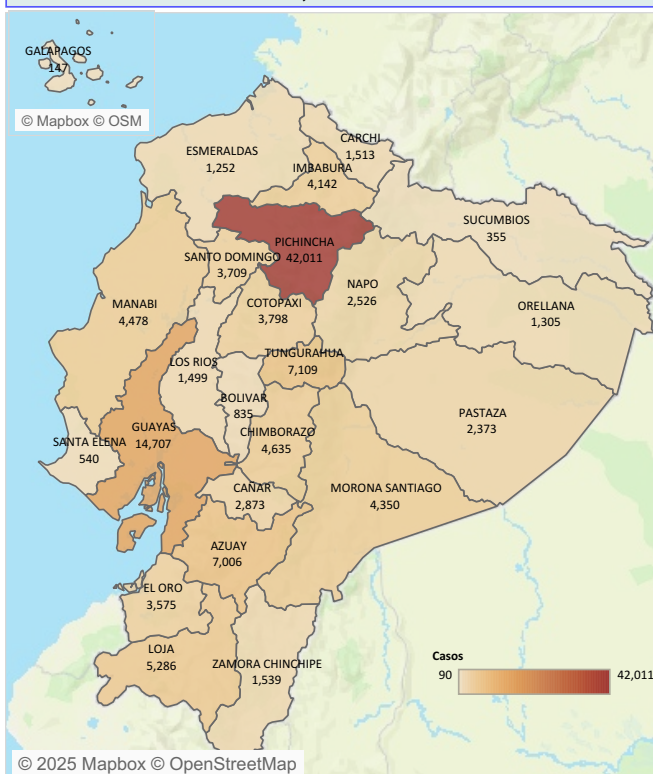 GALAPAGOS
147
© Mapbox © OSM
CARCHI
1,513
ESMERALDAS
1,252
IMBABURA
4,142
SUCUMBIOS
355
PICHINCHA
42,011
SANTO DOMINGO
3,709
NAPO
2,526
MANABI
4,478
COTOPAXI
3,798
ORELLANA
1,305
TUNGURAHUA
7,109
LOS RIOS
1,499
BOLIVAR
835
PASTAZA
2,373
GUAYAS
14,707
CHIMBORAZO
4,635
SANTA ELENA
540
CAÑAR
2,873
MORONA SANTIAGO
4,350
AZUAY
7,006
EL ORO
3,575
LOJA
5,286
ZAMORA CHINCHIPE
1,539
Casos
90 42,011
© 2025 Mapbox © OpenStreetMap